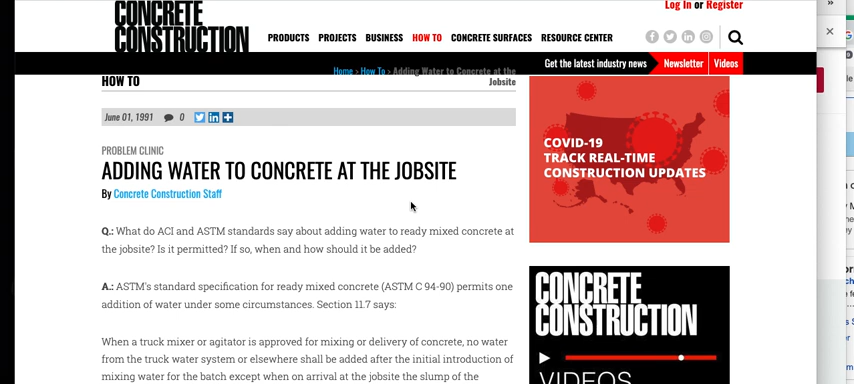 CONCRETE
CONSTRUCTION
Log In or Register
PRODUCTS PROJECTS BUSINESS HOW TO CONCRETE SURFACES RESOURCE CENTER
Get the latest industry news Newsletter Videos
Home > How To > Adding Water to Concrete at the
Jobsite
HOW TO
June 01, 1991 0
PROBLEM CLINIC
ADDING WATER TO CONCRETE AT THE JOBSITE
By Concrete Construction Staff
Q.: What do ACI and ASTM standards say about adding water to ready mixed concrete at
the jobsite? Is it permitted? If so, when and how should it be added?
A.: ASTM's standard specification for ready mixed concrete (ASTM C 94-90) permits one
addition of water under some circumstances. Section 11.7 says:
When a truck mixer or agitator is approved for mixing or delivery of concrete, no water
from the truck water system or elsewhere shall be added after the initial introduction of
mixing water for the batch except when on arrival at the jobsite the slump of the
COVID-19
TRACK REAL-TIME
CONSTRUCTION UPDATES
CONCRETE
CONSTRUCTION
VIDEOS